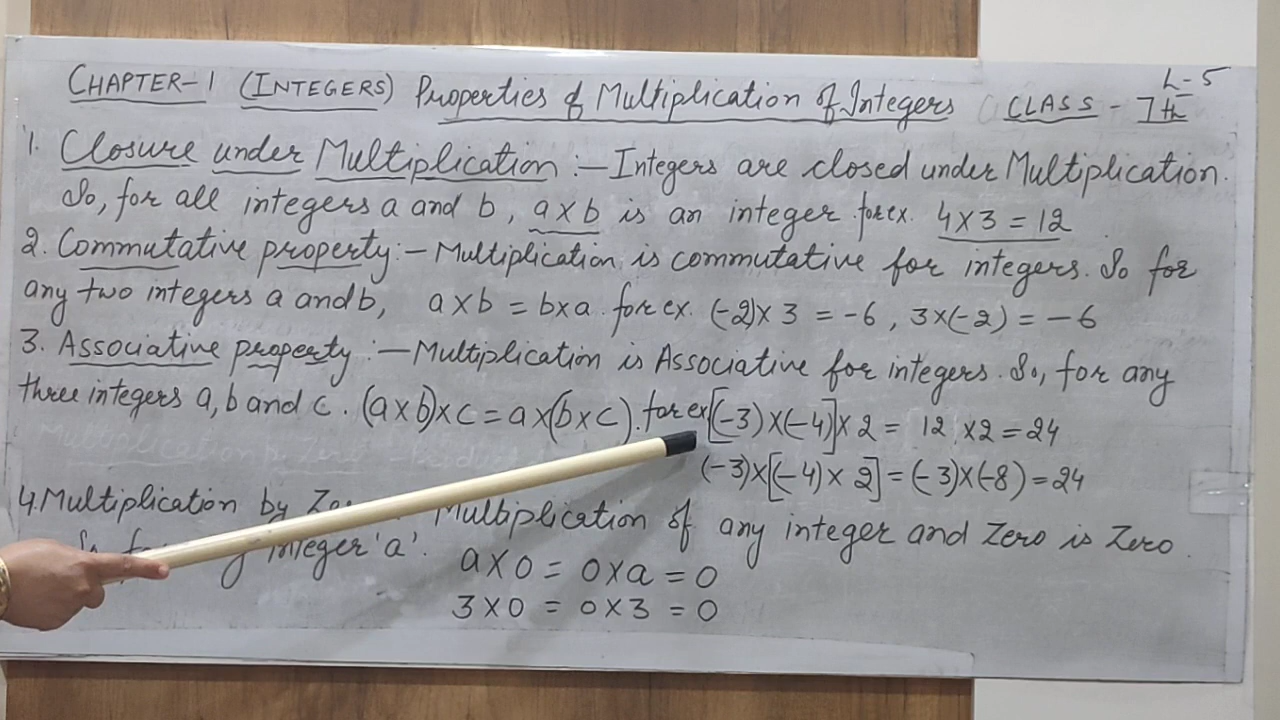 CHAPTER-1 (INTEGERS) Properties of Multiplication of Integers CLASS - 7th L-5
1. Closure under Multiplication :- Integers are closed under Multiplication.
So, for all integers a and b, a×b is an integer for ex. 4×3 = 12
2. Commutative property:- Multiplication is commutative for integers. So for
any two integers a and b, a×b = b×a. for ex. (-2)×3 = -6, 3×(-2) = -6
3. Associative property :- Multiplication is Associative for integers. So, for any
three integers a, b and c. (a×b)×c = a×(b×c). for ex [(-3)×(-4)]×2 = 12×2 = 24
(-3)×[(-4)×2] = (-3)×(-8) = 24
4. Multiplication by Multiplication of any integer and Zero is Zero.
So integer 'a'.
a×0 = 0×a = 0
3×0 = 0×3 = 0